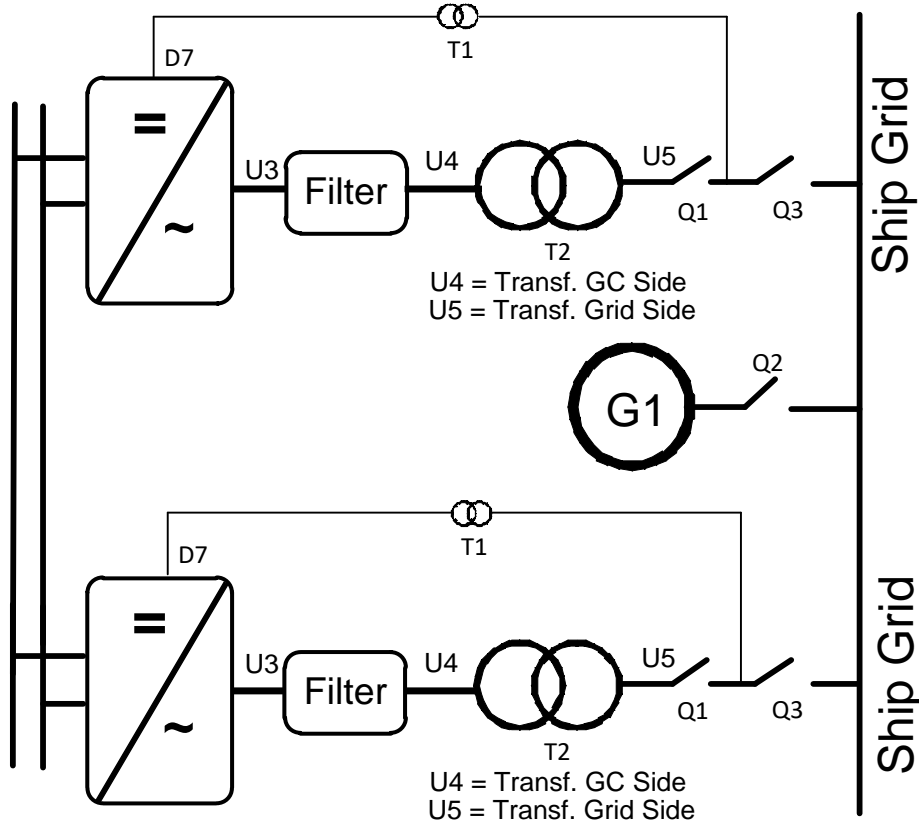 T1
D7
=
~
U3
Filter
U4
T2
U5
Q1
Q3
Ship Grid
U4 = Transf. GC Side
U5 = Transf. Grid Side
G1
Q2
T1
D7
=
~
U3
Filter
U4
T2
U5
Q1
Q3
Ship Grid
U4 = Transf. GC Side
U5 = Transf. Grid Side